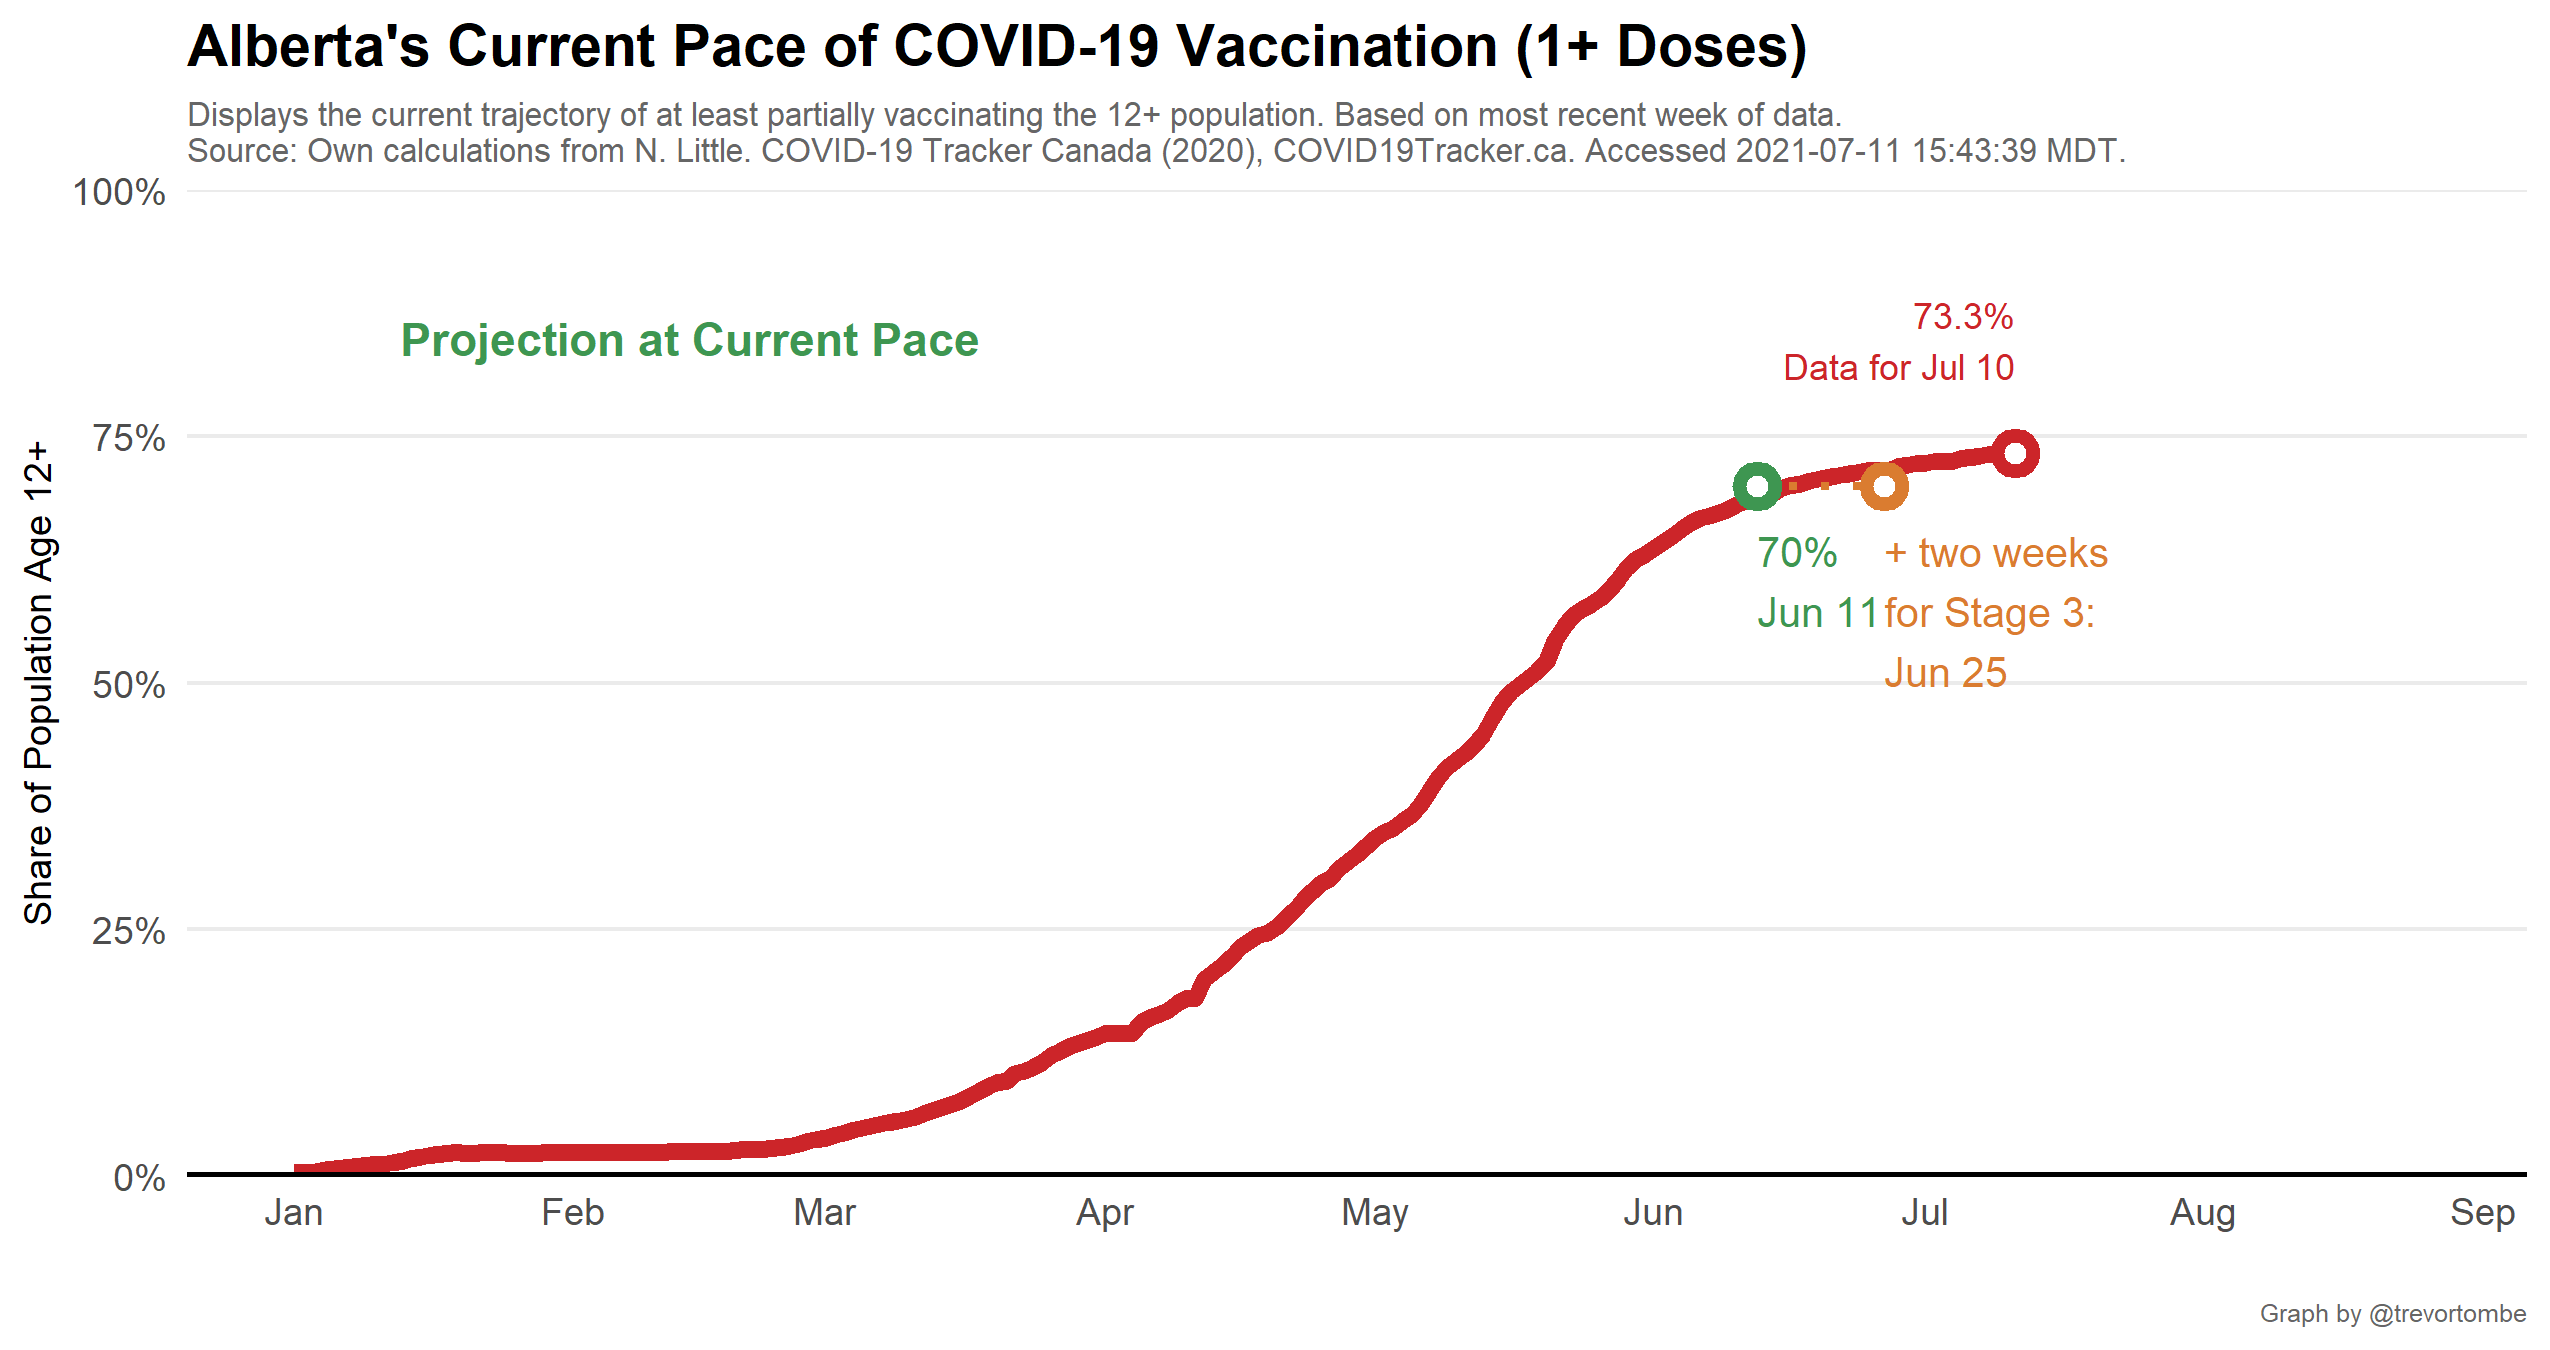 Alberta's Current Pace of COVID-19 Vaccination (1+ Doses)
Displays the current trajectory of at least partially vaccinating the 12+ population. Based on most recent week of data.
Source: Own calculations from N. Little. COVID-19 Tracker Canada (2020), COVID19Tracker.ca. Accessed 2021-07-11 15:43:39 MDT.
100%
75%
50%
25%
0%
Share of Population Age 12+
Projection at Current Pace
73.3%
Data for Jul 10
70%
Jun 11
+ two weeks
for Stage 3:
Jun 25
Jan
Feb
Mar
Apr
May
Jun
Jul
Aug
Sep
Graph by @trevortombe